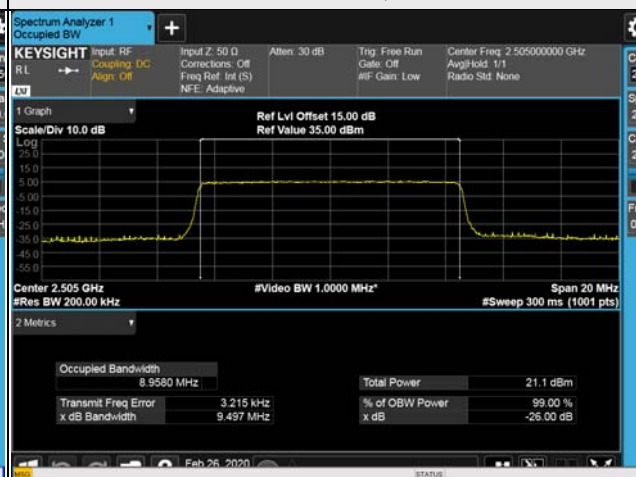 Spectrum Analyzer 1
Occupied BW
KEYSIGHT
RL
LXI
Input: RF
Coupling: DC
Align: Off
Input Z: 50 Ω
Corrections: Off
Freq Ref: Int (S)
NFE: Adaptive
Atten: 30 dB
Trig: Free Run
Gate: Off
#IF Gain: Low
Center Freq: 2.505000000 GHz
Avg|Hold: 1/1
Radio Std: None
1 Graph
Scale/Div 10.0 dB
Ref Lvl Offset 15.00 dB
Ref Value 35.00 dBm
Log
25.0
15.0
5.00
-5.00
-15.0
-25.0
-35.0
-45.0
-55.0
Center 2.505 GHz
#Res BW 200.00 kHz
#Video BW 1.0000 MHz*
Span 20 MHz
#Sweep 300 ms (1001 pts)
2 Metrics
Occupied Bandwidth
8.9580 MHz
Total Power 21.1 dBm
Transmit Freq Error 3.215 kHz
% of OBW Power 99.00 %
x dB Bandwidth 9.497 MHz
x dB -26.00 dB
Feb 26, 2020
MSG
STATUS